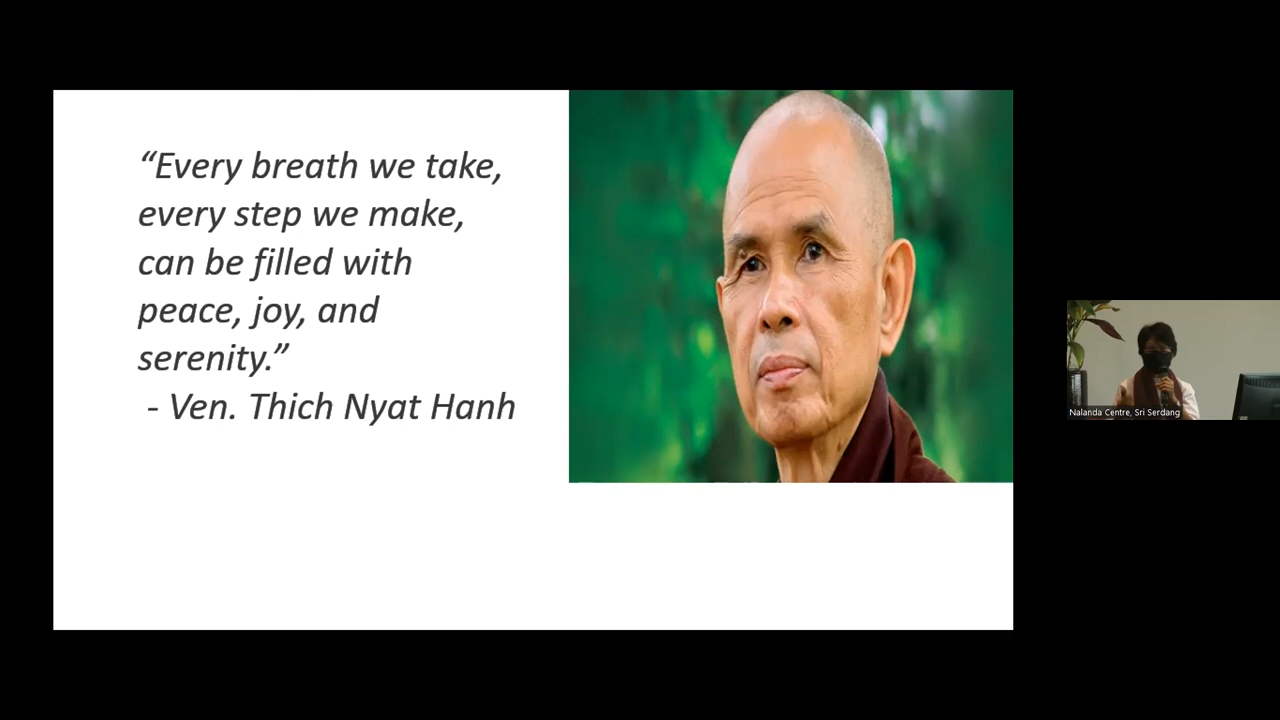 “Every breath we take,
every step we make,
can be filled with
peace, joy, and
serenity.”
- Ven. Thich Nyat Hanh
Nalanda Centre, Sri Serdang